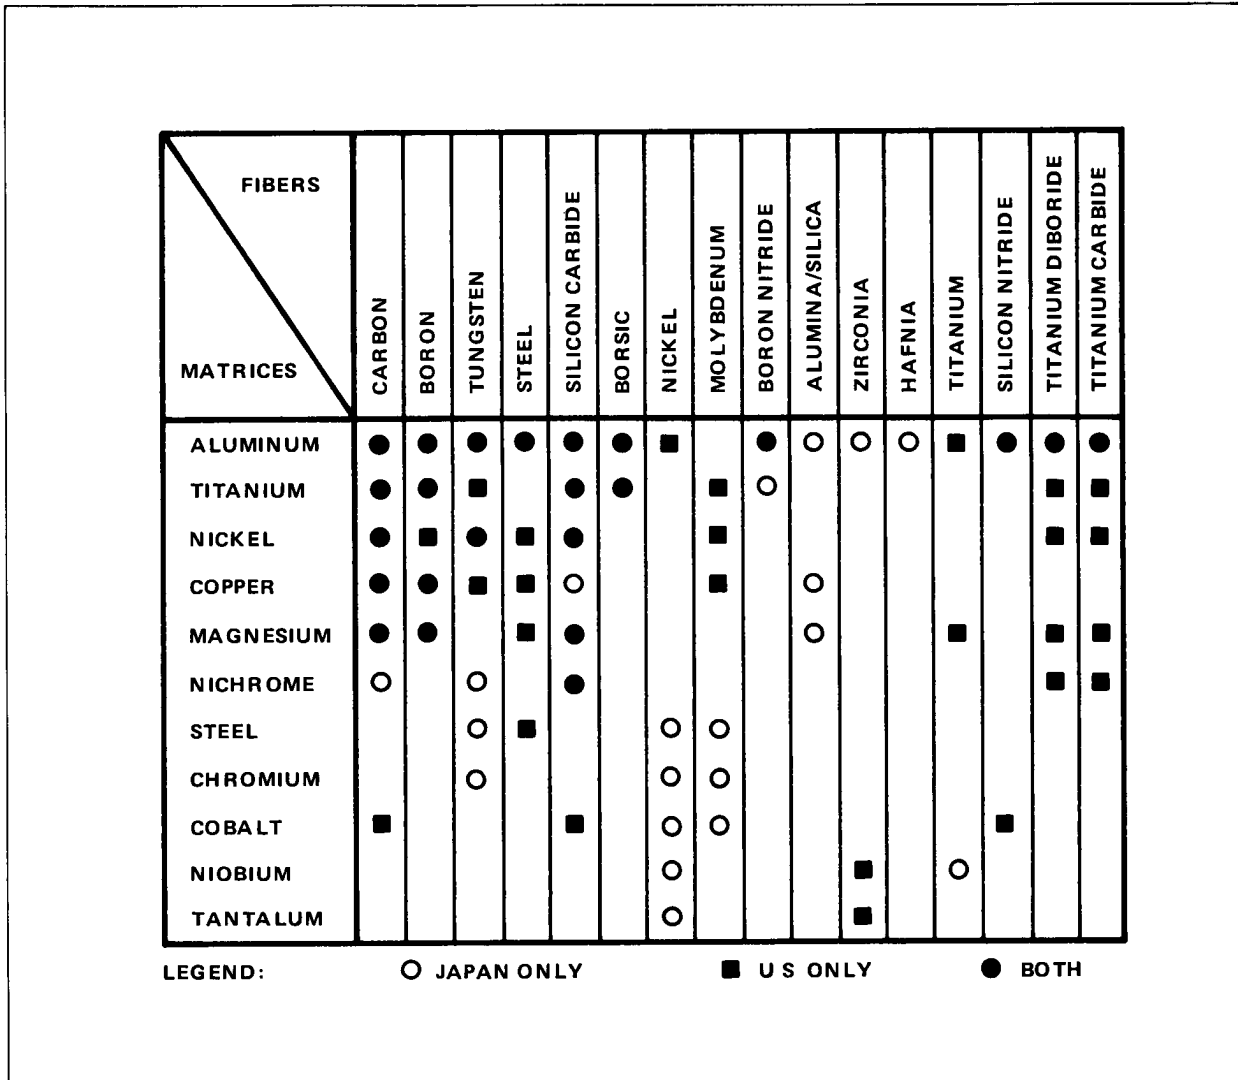 FIBERS
MATRICES
CARBON
BORON
TUNGSTEN
STEEL
SILICON CARBIDE
BORSIC
NICKEL
MOLYBDENUM
BORON NITRIDE
ALUMINA/SILICA
ZIRCONIA
HAFNIA
TITANIUM
SILICON NITRIDE
TITANIUM DIBORIDE
TITANIUM CARBIDE
ALUMINUM
TITANIUM
NICKEL
COPPER
MAGNESIUM
NICHROME
STEEL
CHROMIUM
COBALT
NIOBIUM
TANTALUM
LEGEND: JAPAN ONLY US ONLY BOTH